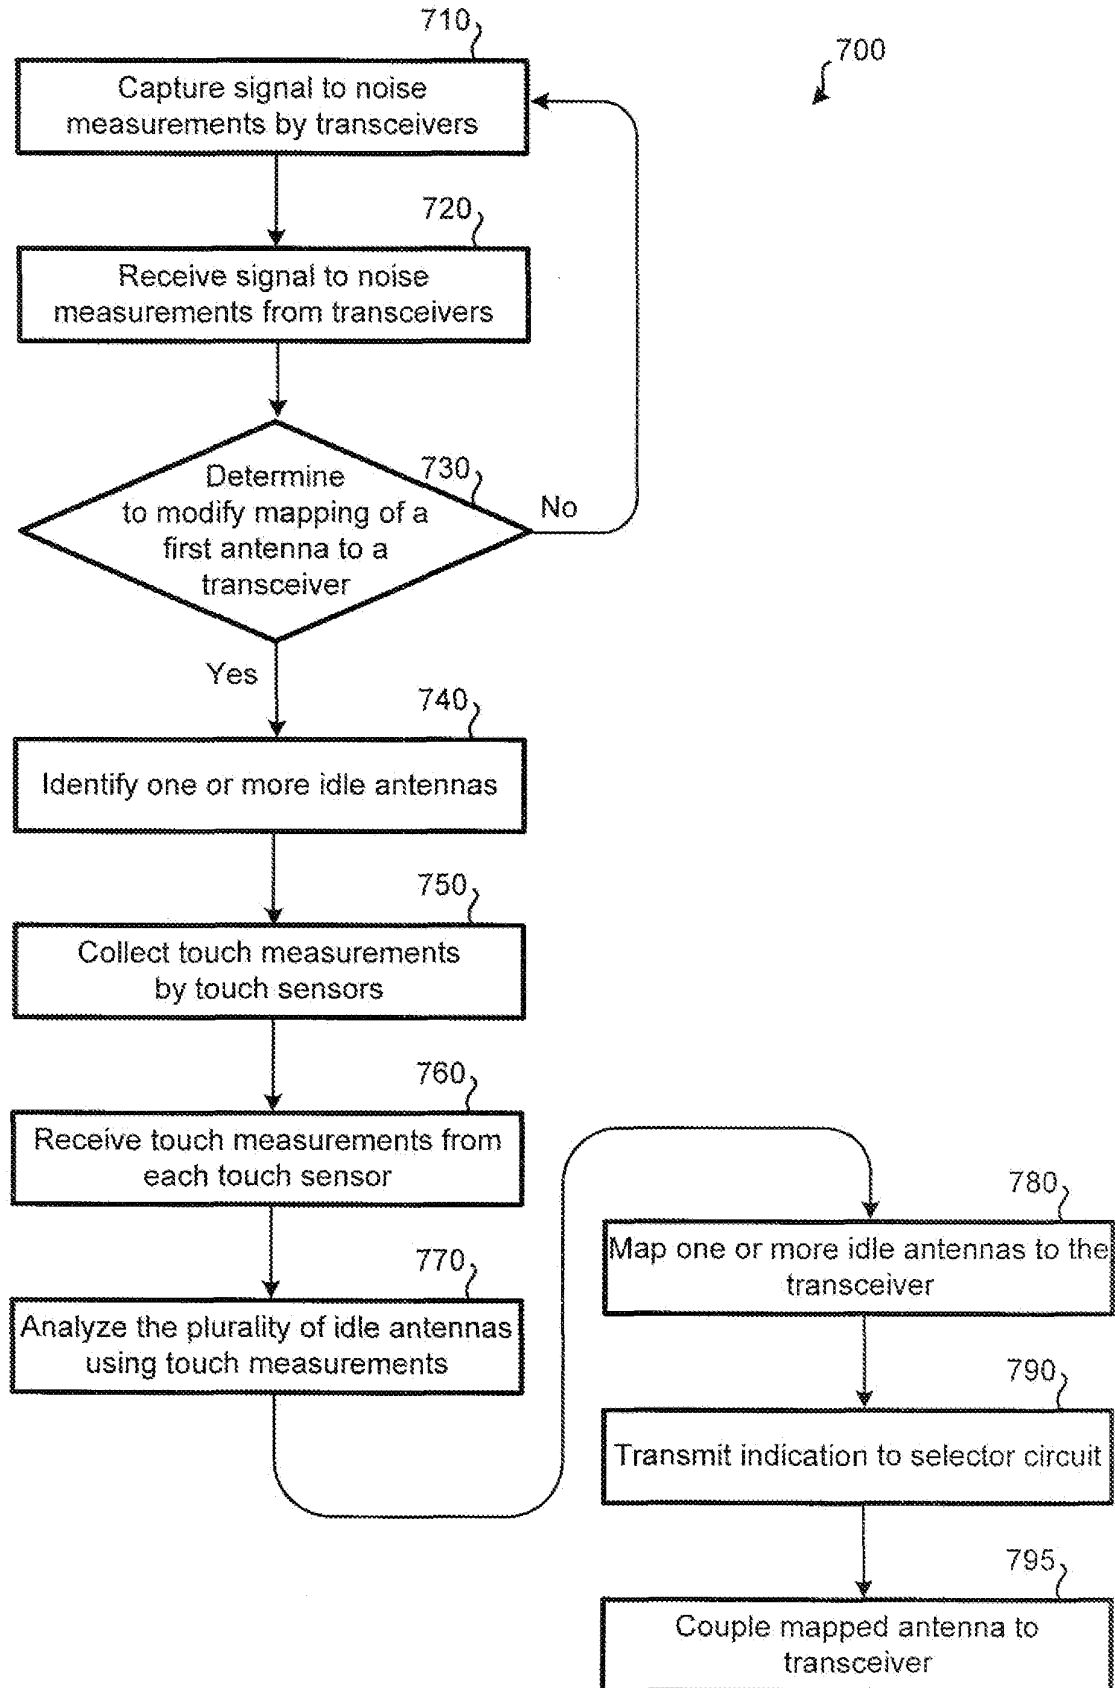 710
700
Capture signal to noise
measurements by transceivers
720
Receive signal to noise
measurements from transceivers
730
Determine
to modify mapping of a
first antenna to a
transceiver
No
Yes
740
Identify one or more idle antennas
750
Collect touch measurements
by touch sensors
760
Receive touch measurements from
each touch sensor
770
Analyze the plurality of idle antennas
using touch measurements
780
Map one or more idle antennas to the
transceiver
790
Transmit indication to selector circuit
795
Couple mapped antenna to
transceiver